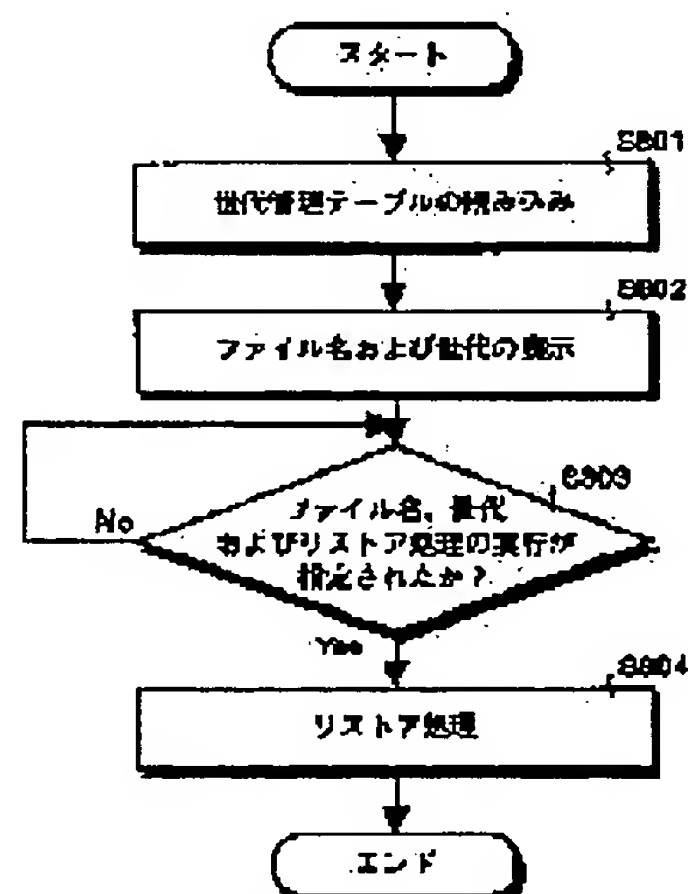 スタート
S801
世代管理テーブルの読み込み
S802
ファイル名および世代の表示
S803
ファイル名、世代
およびリストア処理の実行が
指定されたか?
No
Yes
S804
リストア処理
エンド